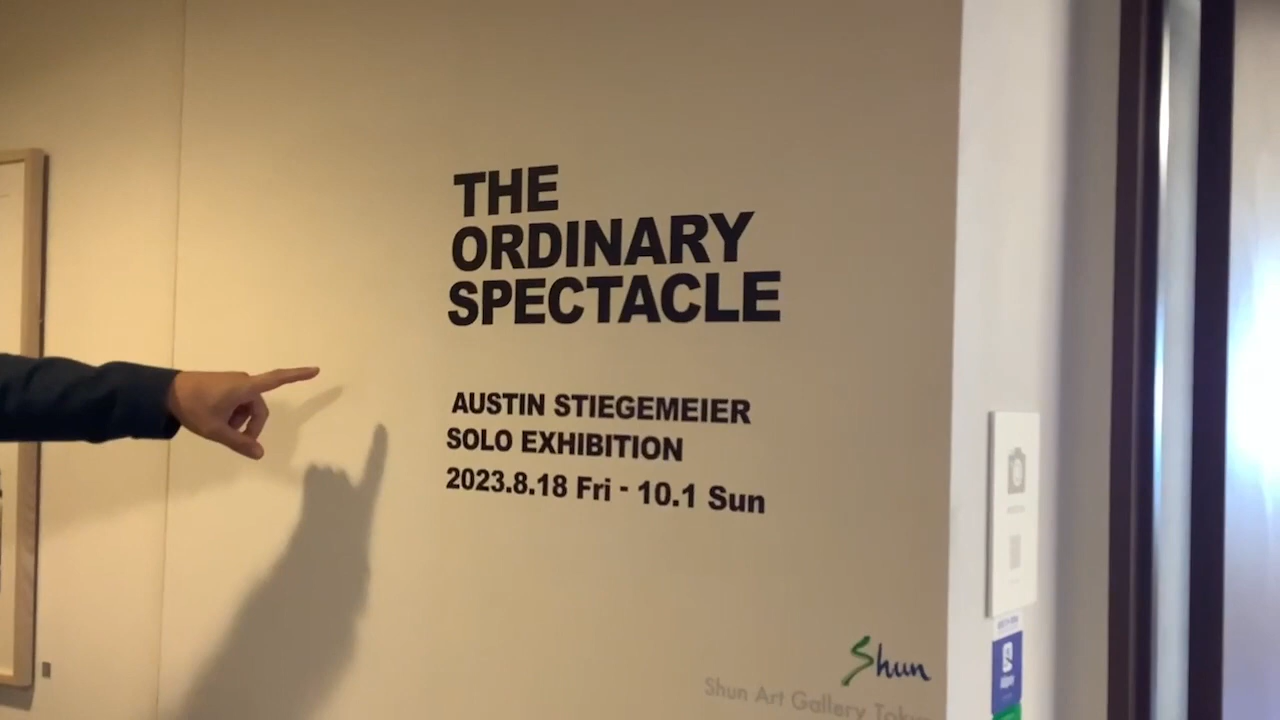 THE
ORDINARY
SPECTACLE
AUSTIN STIEGEMEIER
SOLO EXHIBITION
2023.8.18 Fri - 10.1 Sun
Shun
Shun Art Gallery